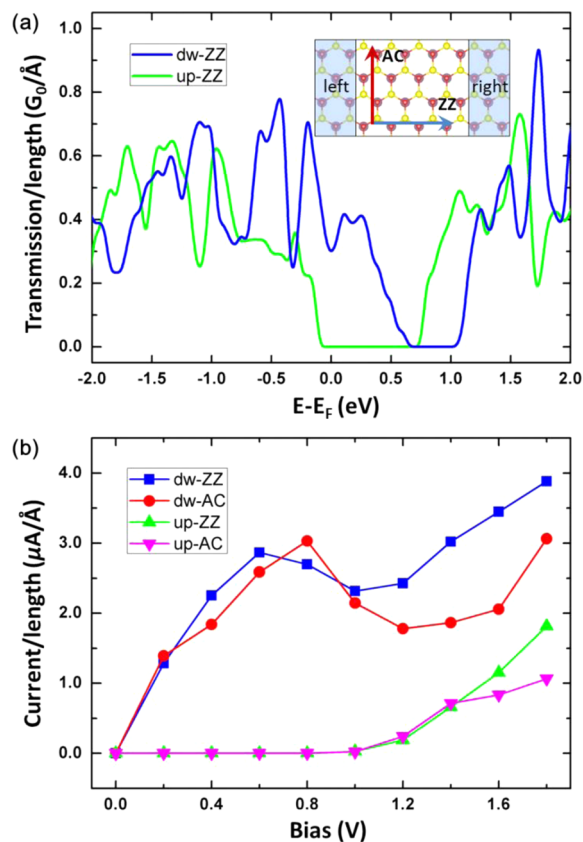 (a)
dw-ZZ
up-ZZ
left
AC
ZZ
right
Transmission/length (G₀/Å)
1.0
0.8
0.6
0.4
0.2
0.0
-2.0 -1.5 -1.0 -0.5 0.0 0.5 1.0 1.5 2.0
E-E_F (eV)
(b)
dw-ZZ
dw-AC
up-ZZ
up-AC
Current/length (μA/Å)
4.0
3.0
2.0
1.0
0.0
0.0 0.4 0.8 1.2 1.6
Bias (V)